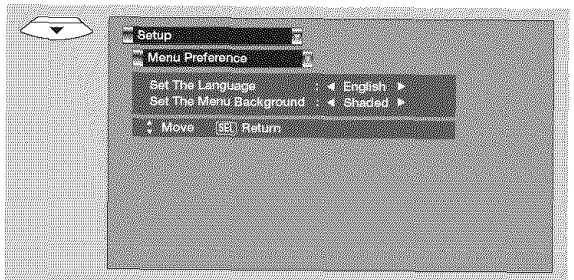 Setup
Menu Preference
Set The Language : ◄ English ►
Set The Menu Background : ◄ Shaded ►
Move SEL Return